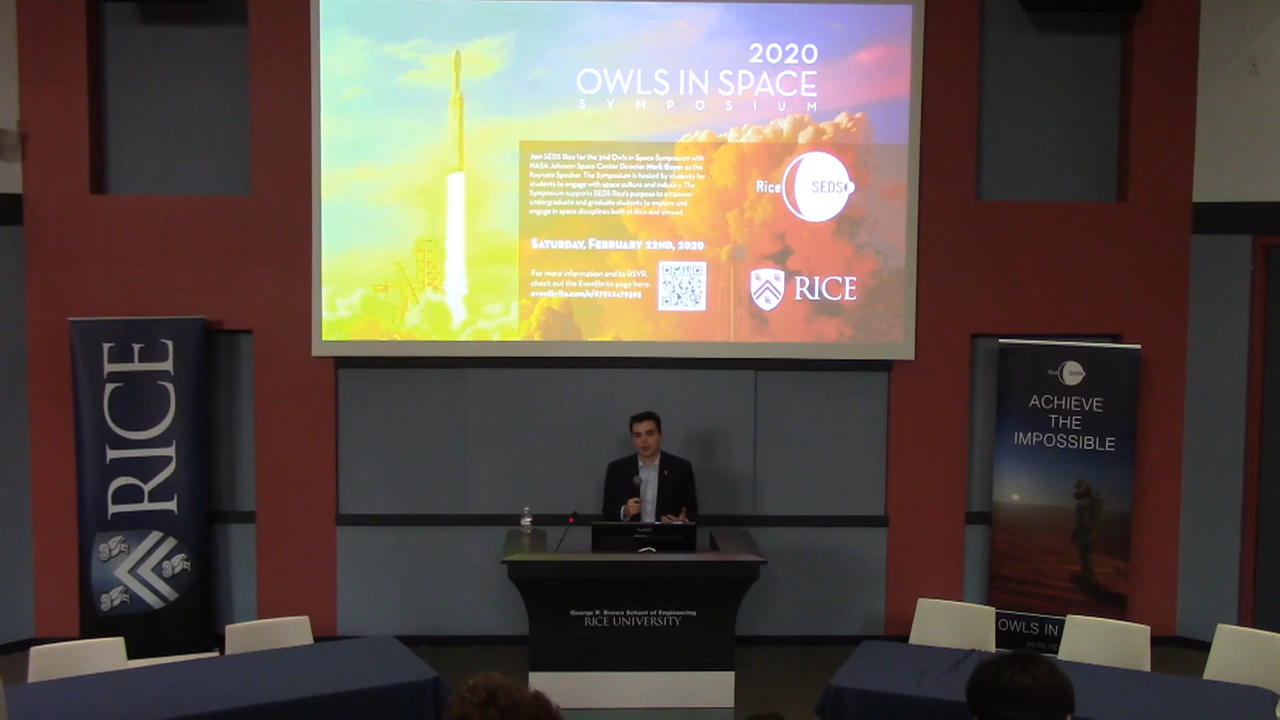 2020
OWLS IN SPACE
SYMPOSIUM
Join SEDS Rice for the 2nd Owls in Space Symposium with
NASA Johnson Space Center Director Mark Geyer as the
Keynote Speaker. The Symposium is hosted by students for
students to engage with space culture and industry. The
Symposium supports SEDS Rice's purpose to empower
undergraduate and graduate students to explore and
engage in space disciplines both at Rice and abroad.
Rice SEDS
SATURDAY, FEBRUARY 22ND, 2020
For more information and to RSVP,
check out the Eventbrite page here:
RICE
RICE
Rice SEDS
ACHIEVE
THE
IMPOSSIBLE
George R. Brown School of Engineering
RICE UNIVERSITY
OWLS IN